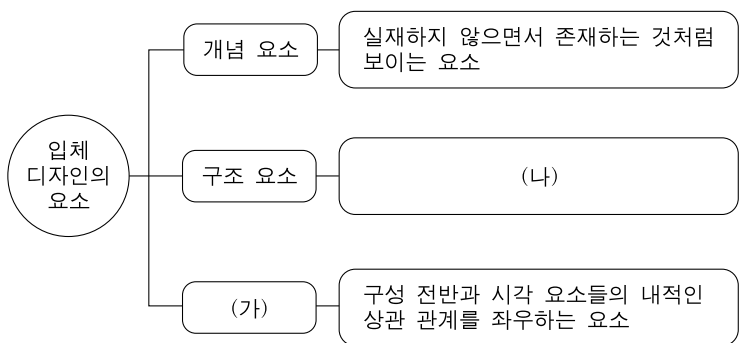 개념 요소
실재하지 않으면서 존재하는 것처럼
보이는 요소
입체
디자인의
요소
구조 요소
(나)
(가)
구성 전반과 시각 요소들의 내적인
상관 관계를 좌우하는 요소